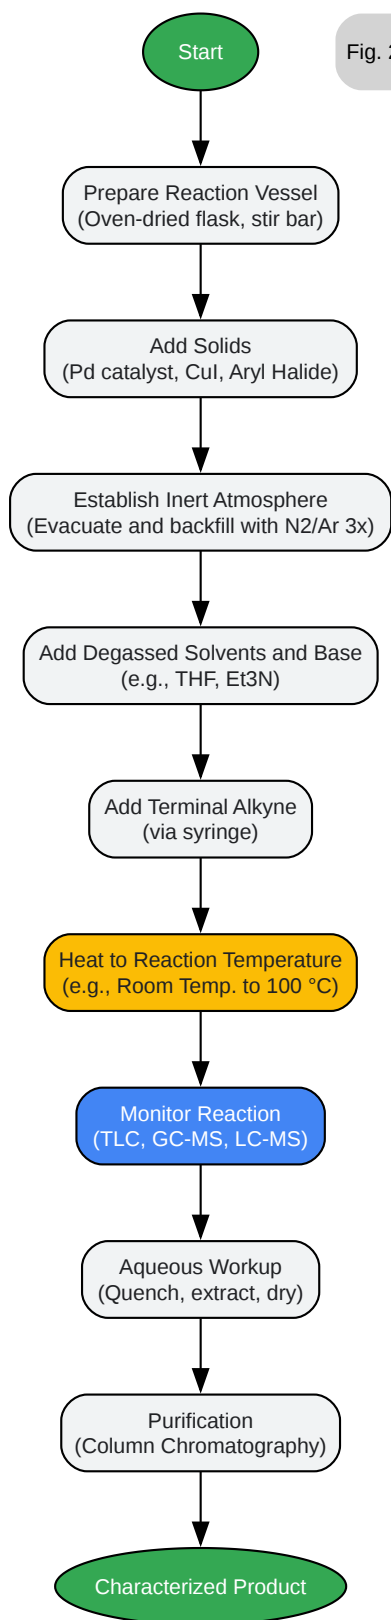 Start
Fig. 2
Prepare Reaction Vessel
(Oven-dried flask, stir bar)
Add Solids
(Pd catalyst, CuI, Aryl Halide)
Establish Inert Atmosphere
(Evacuate and backfill with N2/Ar 3x)
Add Degassed Solvents and Base
(e.g., THF, Et3N)
Add Terminal Alkyne
(via syringe)
Heat to Reaction Temperature
(e.g., Room Temp. to 100 °C)
Monitor Reaction
(TLC, GC-MS, LC-MS)
Aqueous Workup
(Quench, extract, dry)
Purification
(Column Chromatography)
Characterized Product